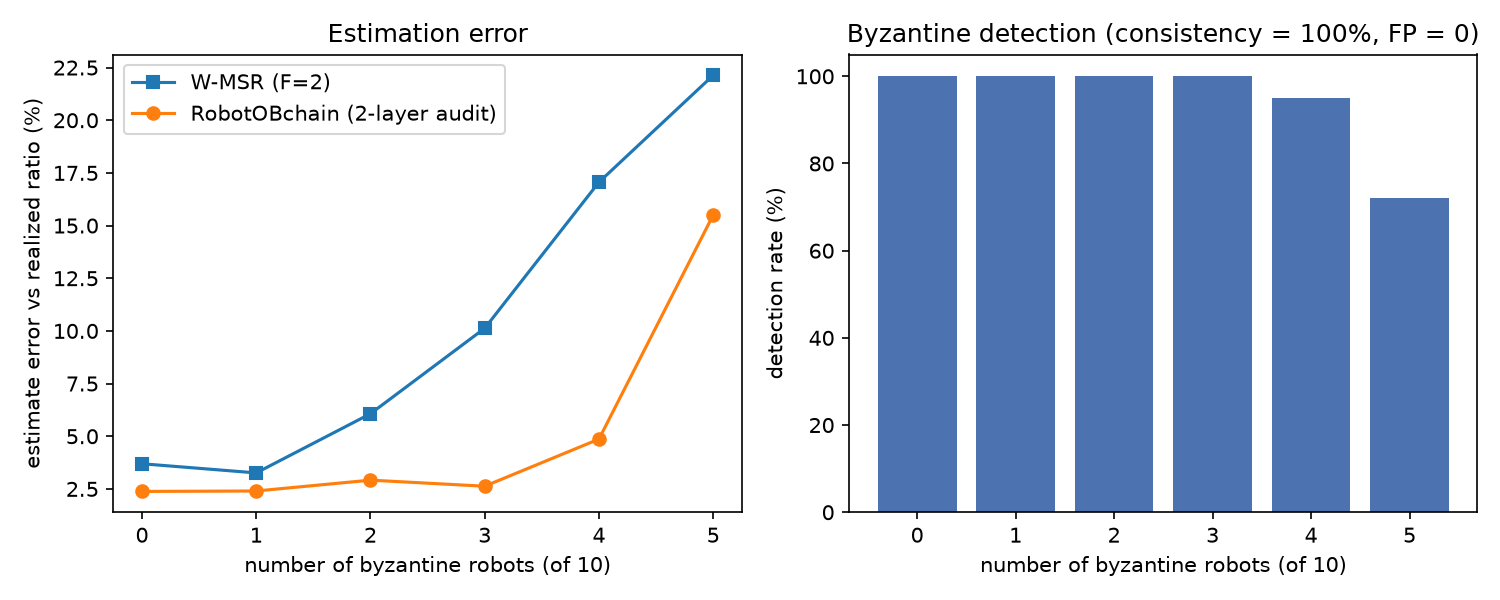 Estimation error
W-MSR (F=2)
RobotOBchain (2-layer audit)
estimate error vs realized ratio (%)
22.5
20.0
17.5
15.0
12.5
10.0
7.5
5.0
2.5
0 1 2 3 4 5
number of byzantine robots (of 10)
Byzantine detection (consistency = 100%, FP = 0)
detection rate (%)
100
80
60
40
20
0
0 1 2 3 4 5
number of byzantine robots (of 10)